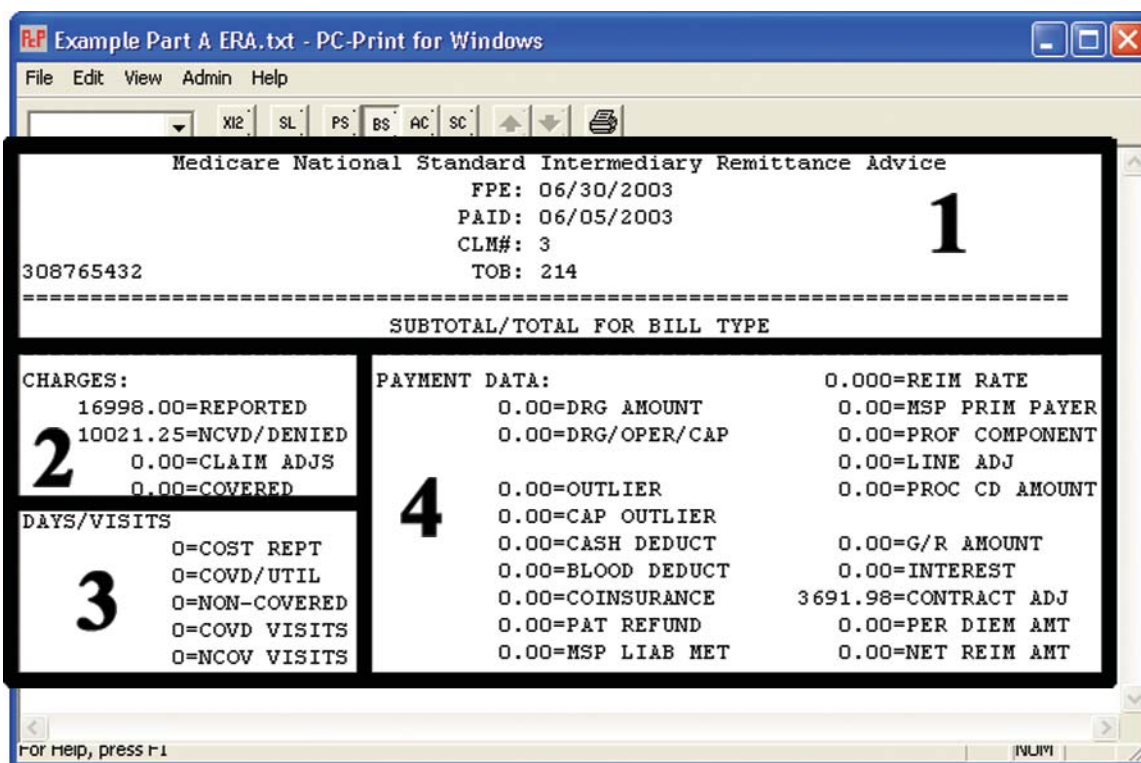 PcP Example Part A ERA.txt - PC-Print for Windows
File Edit View Admin Help
X12 SL PS BS AC SC
Medicare National Standard Intermediary Remittance Advice
FPE: 06/30/2003
PAID: 06/05/2003
CLM#: 3
308765432 TOB: 214
==============================================================================
SUBTOTAL/TOTAL FOR BILL TYPE
1
CHARGES:
16998.00=REPORTED
10021.25=NCVD/DENIED
0.00=CLAIM ADJS
0.00=COVERED
2
DAYS/VISITS
0=COST REPT
0=COVD/UTIL
0=NON-COVERED
0=COVD VISITS
0=NCOV VISITS
3
PAYMENT DATA: 0.000=REIM RATE
0.00=DRG AMOUNT 0.00=MSP PRIM PAYER
0.00=DRG/OPER/CAP 0.00=PROF COMPONENT
0.00=LINE ADJ
0.00=OUTLIER 0.00=PROC CD AMOUNT
0.00=CAP OUTLIER
0.00=CASH DEDUCT 0.00=G/R AMOUNT
0.00=BLOOD DEDUCT 0.00=INTEREST
0.00=COINSURANCE 3691.98=CONTRACT ADJ
0.00=PAT REFUND 0.00=PER DIEM AMT
0.00=MSP LIAB MET 0.00=NET REIM AMT
4
For Help, press F1 NUM